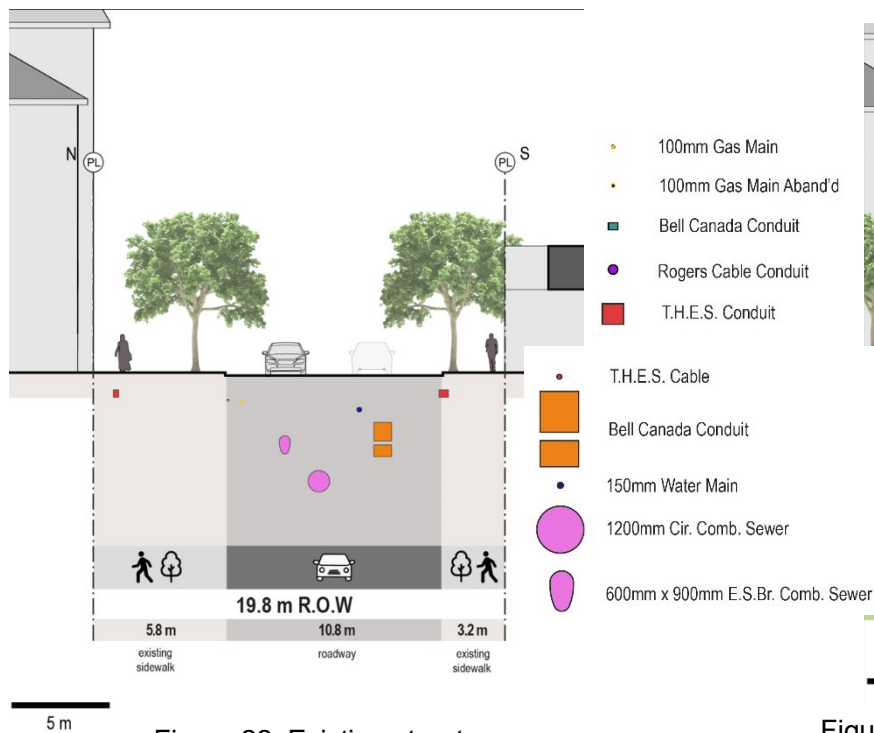 N
PL
PL
S
100mm Gas Main
100mm Gas Main Aband'd
Bell Canada Conduit
Rogers Cable Conduit
T.H.E.S. Conduit
T.H.E.S. Cable
Bell Canada Conduit
150mm Water Main
1200mm Cir. Comb. Sewer
600mm x 900mm E.S.Br. Comb. Sewer
19.8 m R.O.W
5.8 m
10.8 m
3.2 m
existing
sidewalk
roadway
existing
sidewalk
5 m